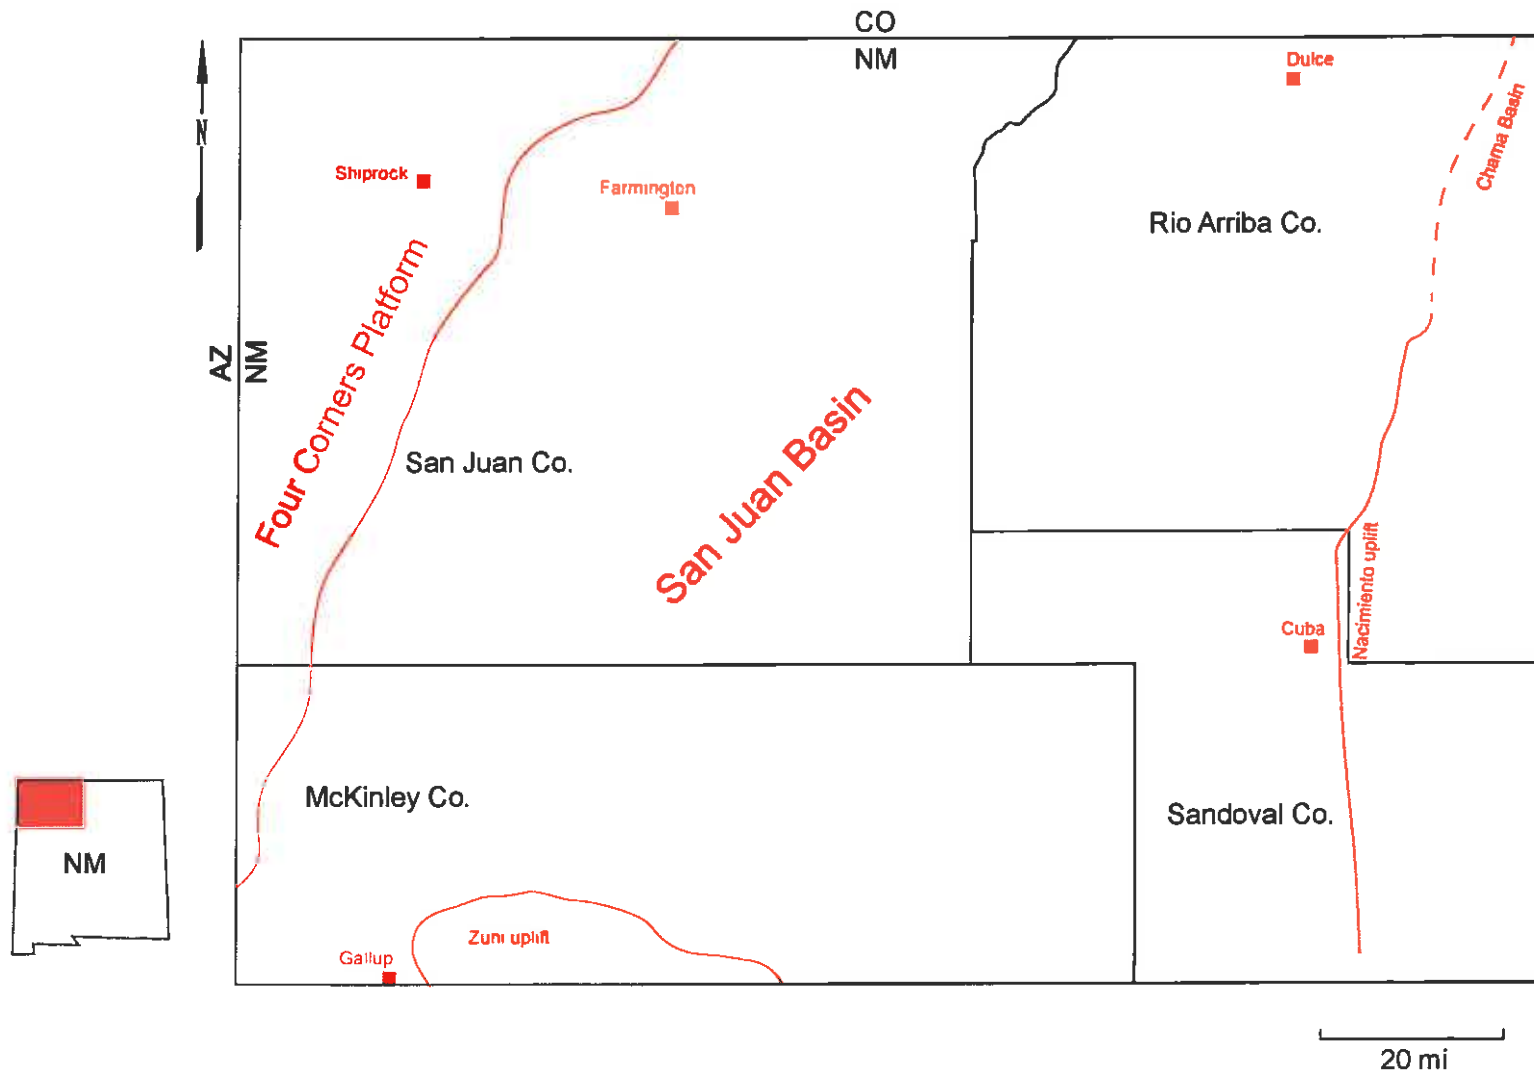 CO
NM
Dulce
Chama Basin
N
Shiprock
Farmington
Rio Arriba Co.
Four Corners Platform
AZ
NM
San Juan Co.
San Juan Basin
Nacimiento uplift
Cuba
McKinley Co.
Sandoval Co.
NM
Zuni uplift
Gallup
20 mi